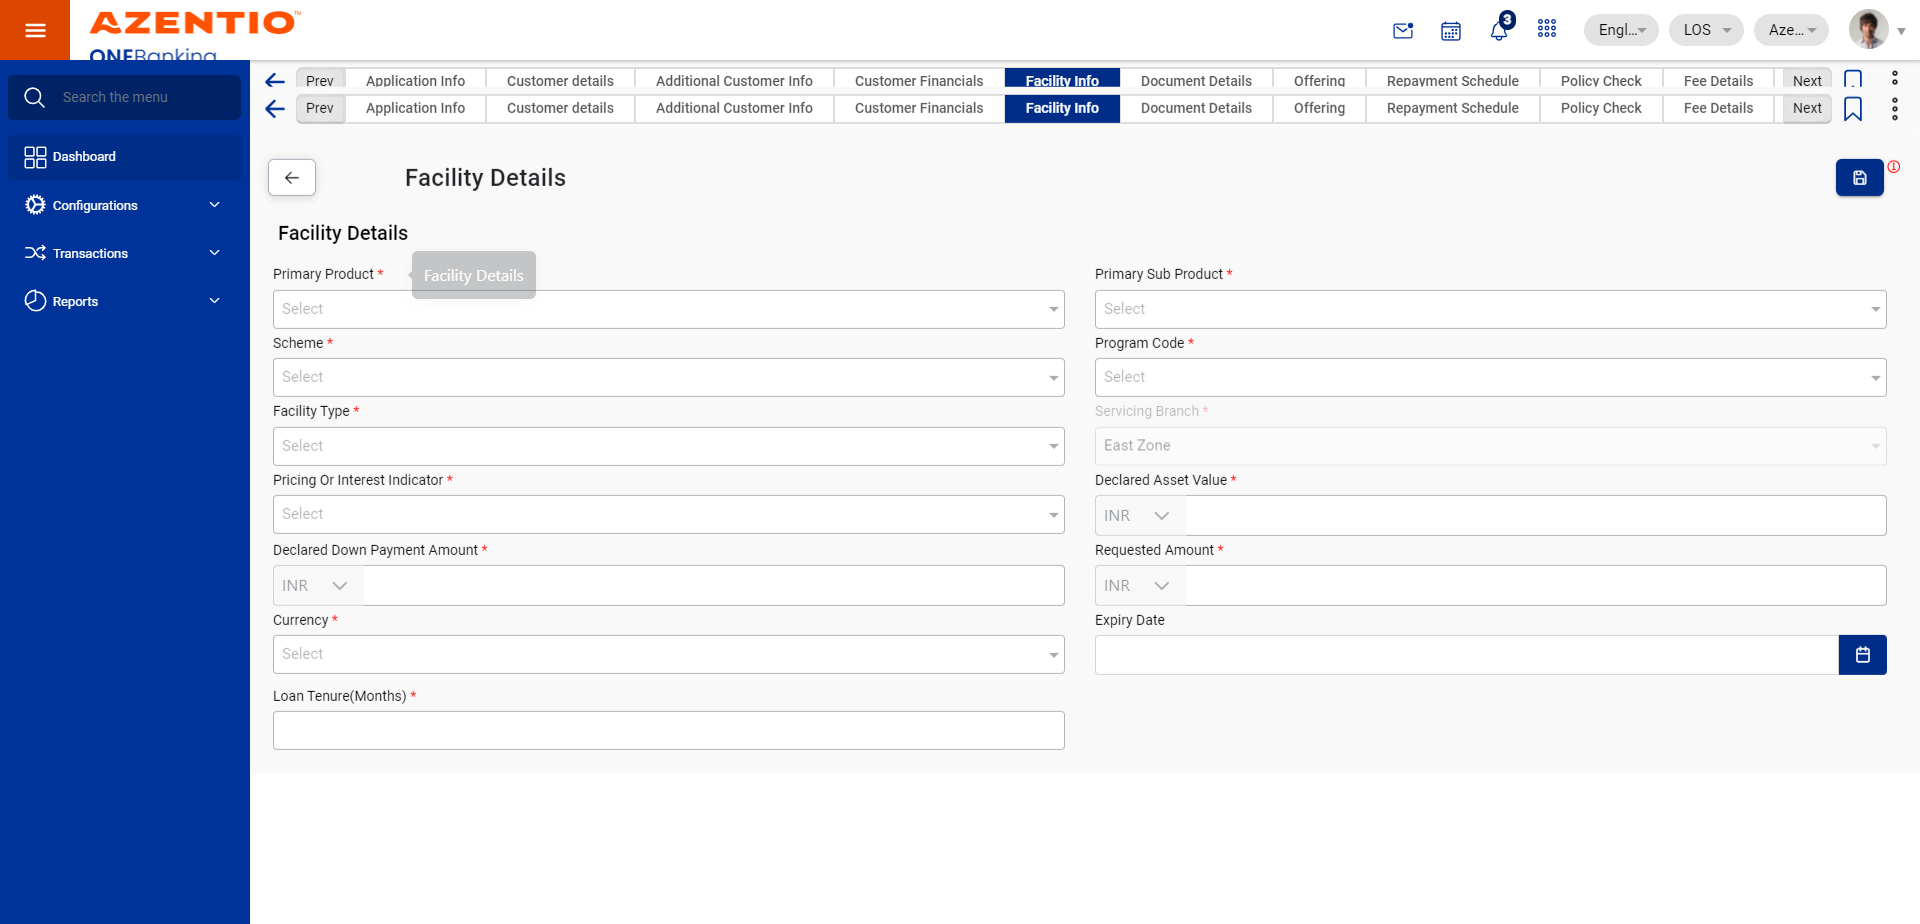 AZENTIO™
ONEBanking
3
Engl...
LOS
Aze...
Search the menu
Dashboard
Configurations
Transactions
Reports
Prev Application Info Customer details Additional Customer Info Customer Financials Facility Info Document Details Offering Repayment Schedule Policy Check Fee Details Next
Prev Application Info Customer details Additional Customer Info Customer Financials Facility Info Document Details Offering Repayment Schedule Policy Check Fee Details Next
Facility Details
Facility Details
Facility Details
Primary Product *
Select
Primary Sub Product *
Select
Scheme *
Select
Program Code *
Select
Facility Type *
Select
Servicing Branch *
East Zone
Pricing Or Interest Indicator *
Select
Declared Asset Value *
INR
Declared Down Payment Amount *
INR
Requested Amount *
INR
Currency *
Select
Expiry Date
Loan Tenure(Months) *